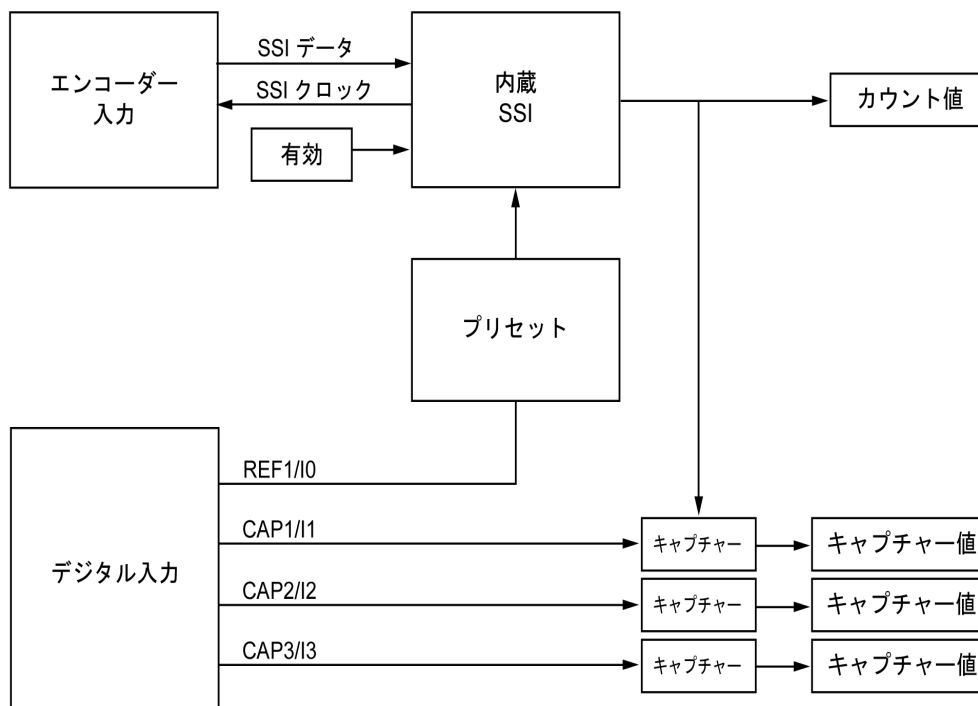 エンコーダー
入力
SSI データ
SSI クロック
有効
内蔵
SSI
カウント値
プリセット
デジタル入力
REF1/I0
CAP1/I1
キャプチャー
キャプチャー値
CAP2/I2
キャプチャー
キャプチャー値
CAP3/I3
キャプチャー
キャプチャー値